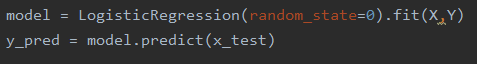 model = LogisticRegression(random_state=0).fit(X,Y)
y_pred = model.predict(x_test)